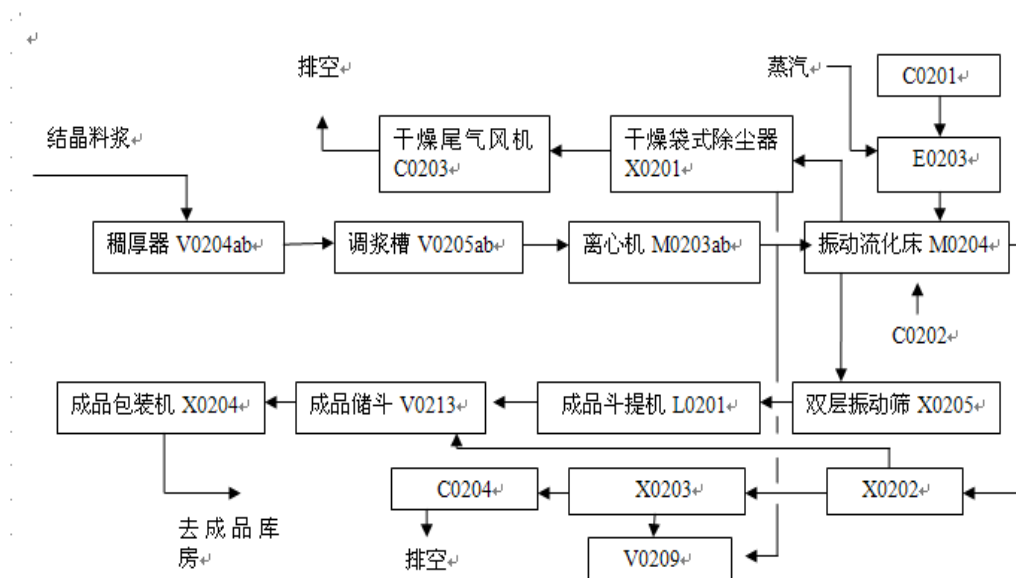 排空
蒸汽
C0201
结晶料浆
干燥尾气风机
C0203
干燥袋式除尘器
X0201
E0203
稠厚器 V0204ab
调浆槽 V0205ab
离心机 M0203ab
振动流化床 M0204
C0202
成品包装机 X0204
成品储斗 V0213
成品斗提机 L0201
双层振动筛 X0205
C0204
X0203
X0202
去成品库
房
排空
V0209